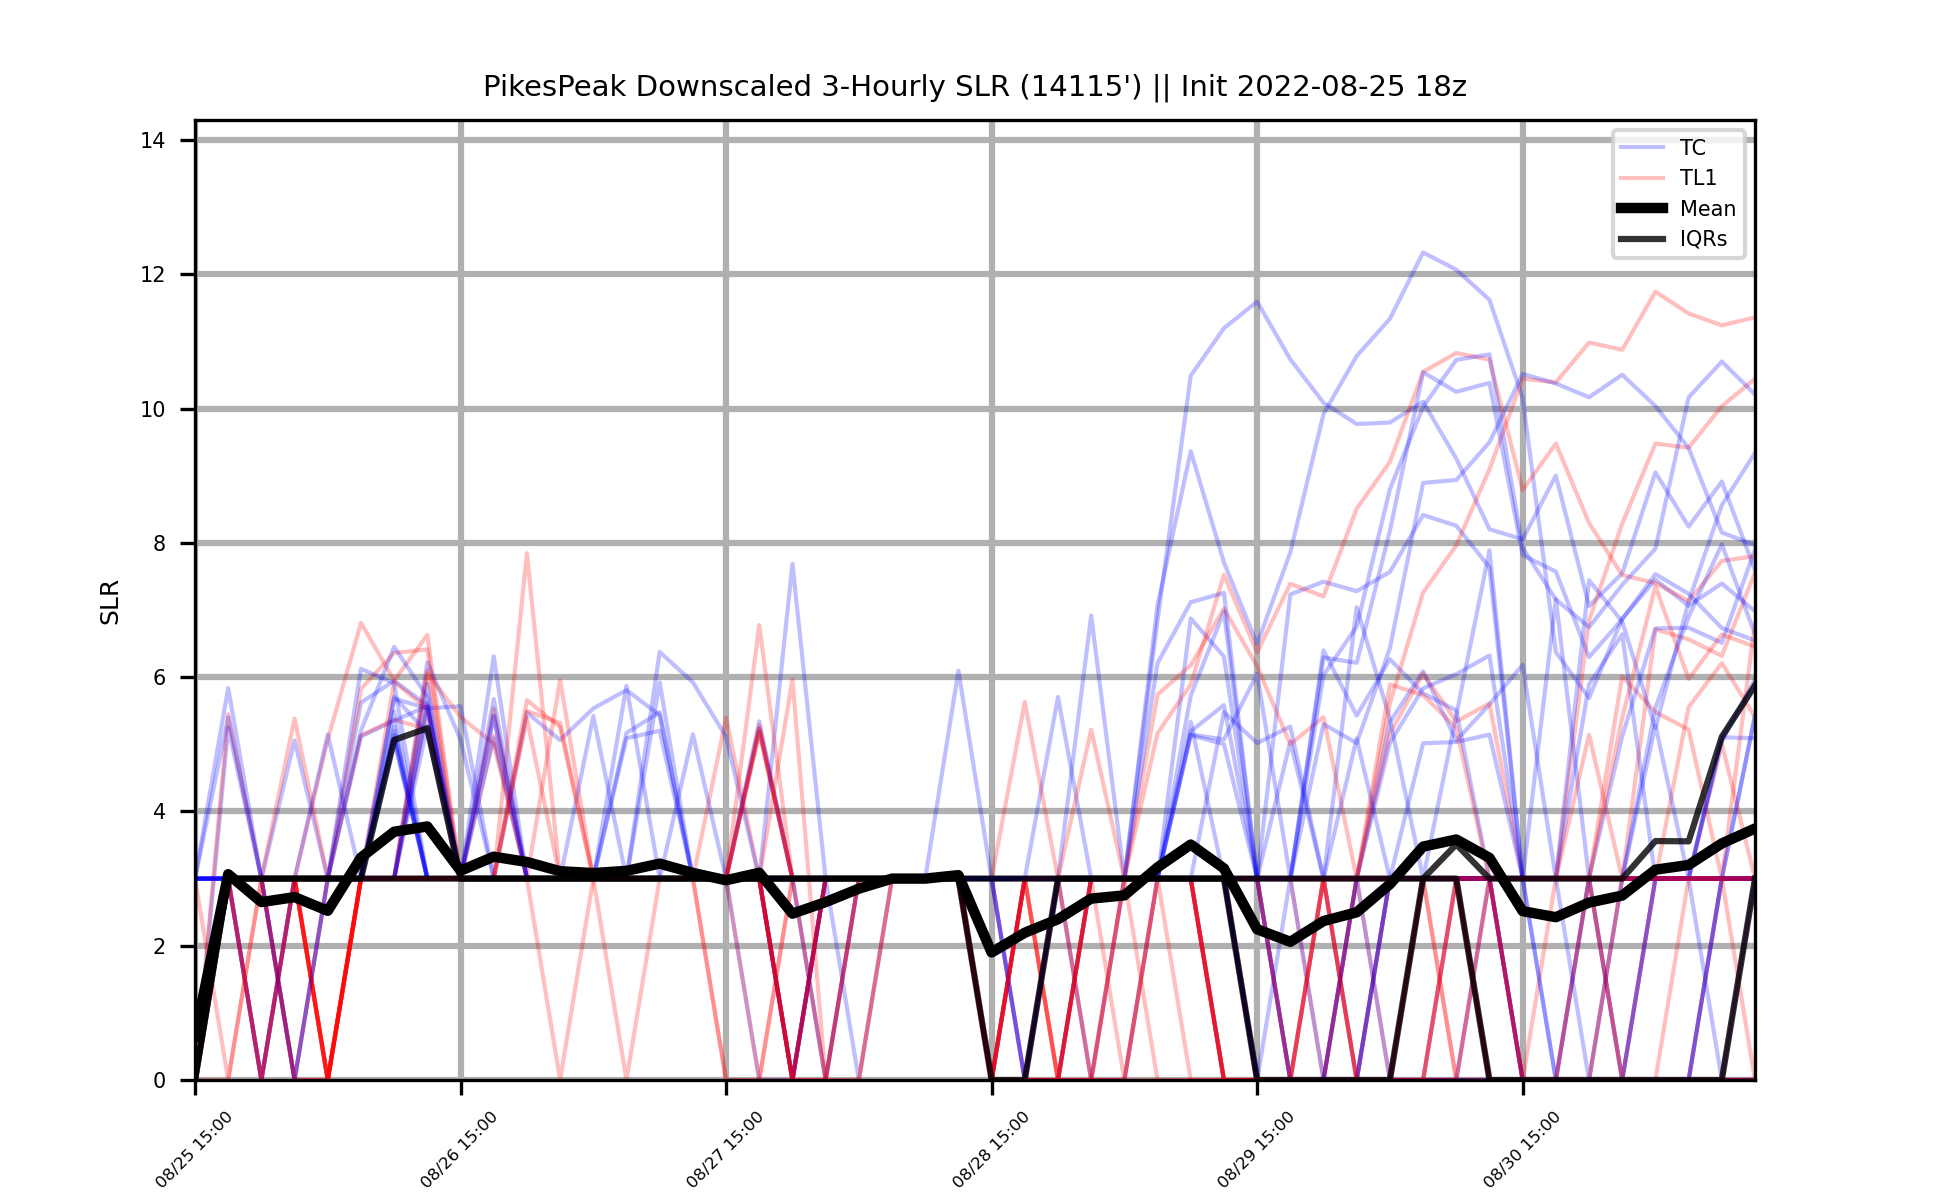 PikesPeak Downscaled 3-Hourly SLR (14115') || Init 2022-08-25 18z
TC
TL1
Mean
IQRs
SLR
14
12
10
8
6
4
2
0
08/25 15:00
08/26 15:00
08/27 15:00
08/28 15:00
08/29 15:00
08/30 15:00